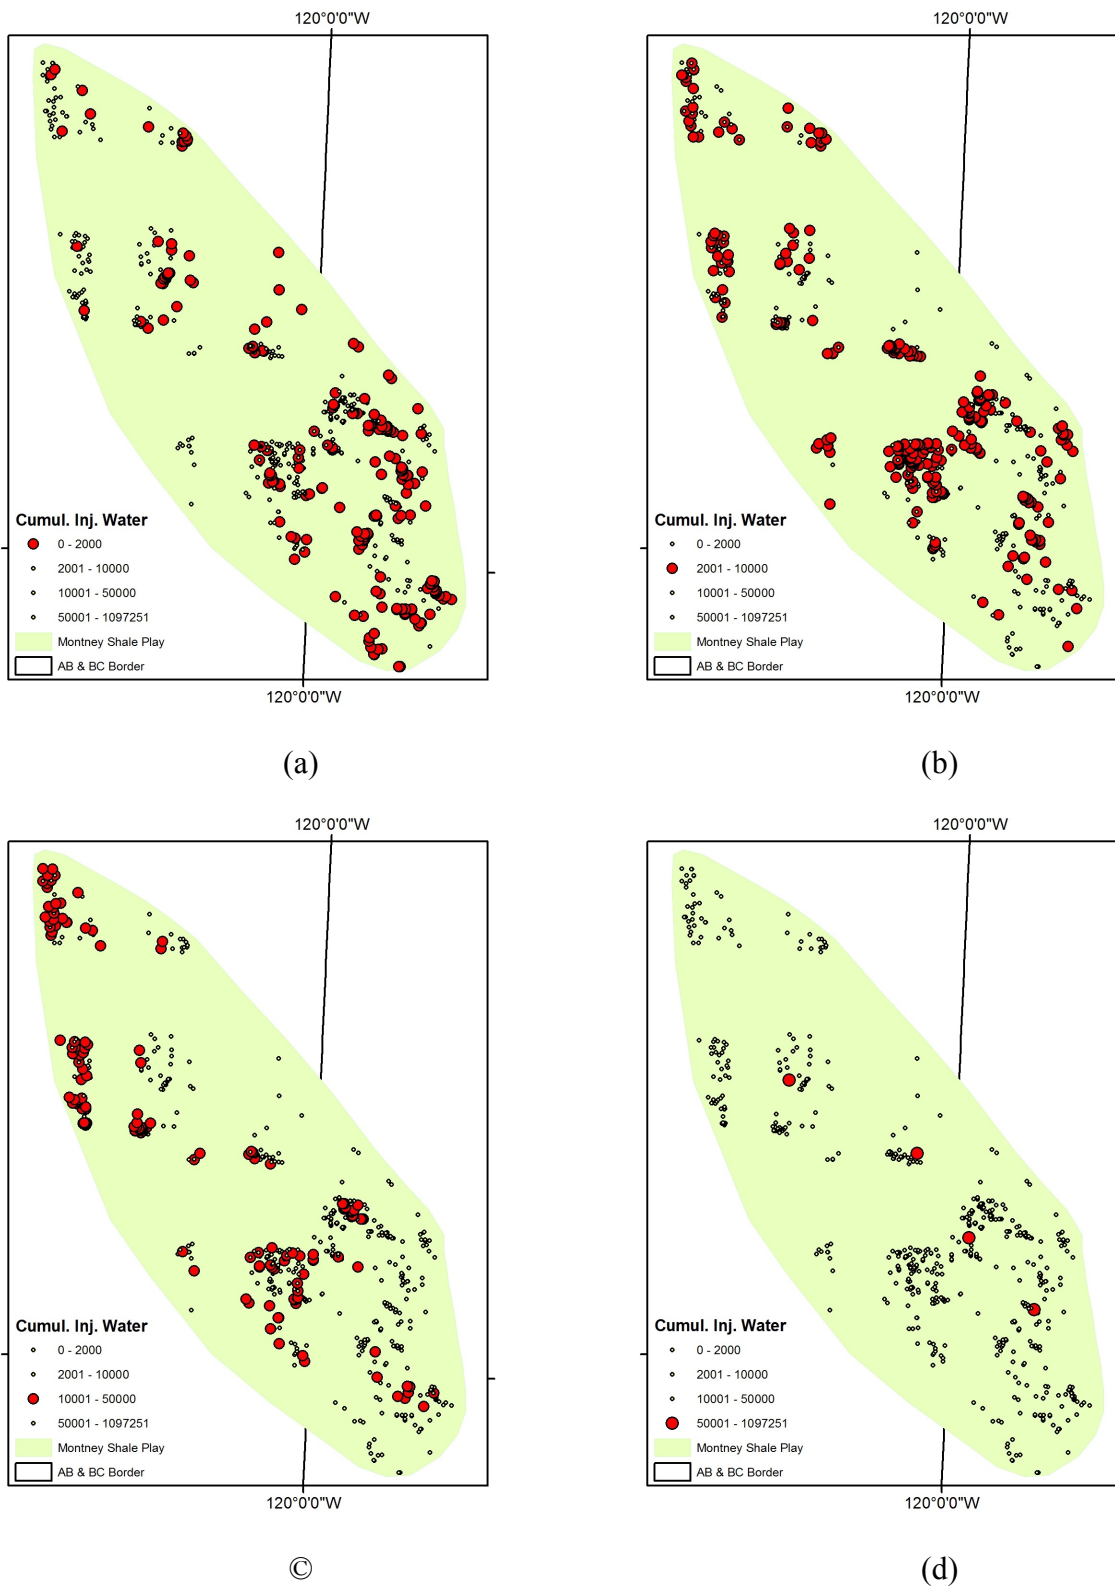 120°0'0"W
Cumul. Inj. Water
0 - 2000
2001 - 10000
10001 - 50000
50001 - 1097251
Montney Shale Play
AB & BC Border
120°0'0"W
(a)
120°0'0"W
Cumul. Inj. Water
0 - 2000
2001 - 10000
10001 - 50000
50001 - 1097251
Montney Shale Play
AB & BC Border
120°0'0"W
(b)
120°0'0"W
Cumul. Inj. Water
0 - 2000
2001 - 10000
10001 - 50000
50001 - 1097251
Montney Shale Play
AB & BC Border
120°0'0"W
©
120°0'0"W
Cumul. Inj. Water
0 - 2000
2001 - 10000
10001 - 50000
50001 - 1097251
Montney Shale Play
AB & BC Border
120°0'0"W
(d)